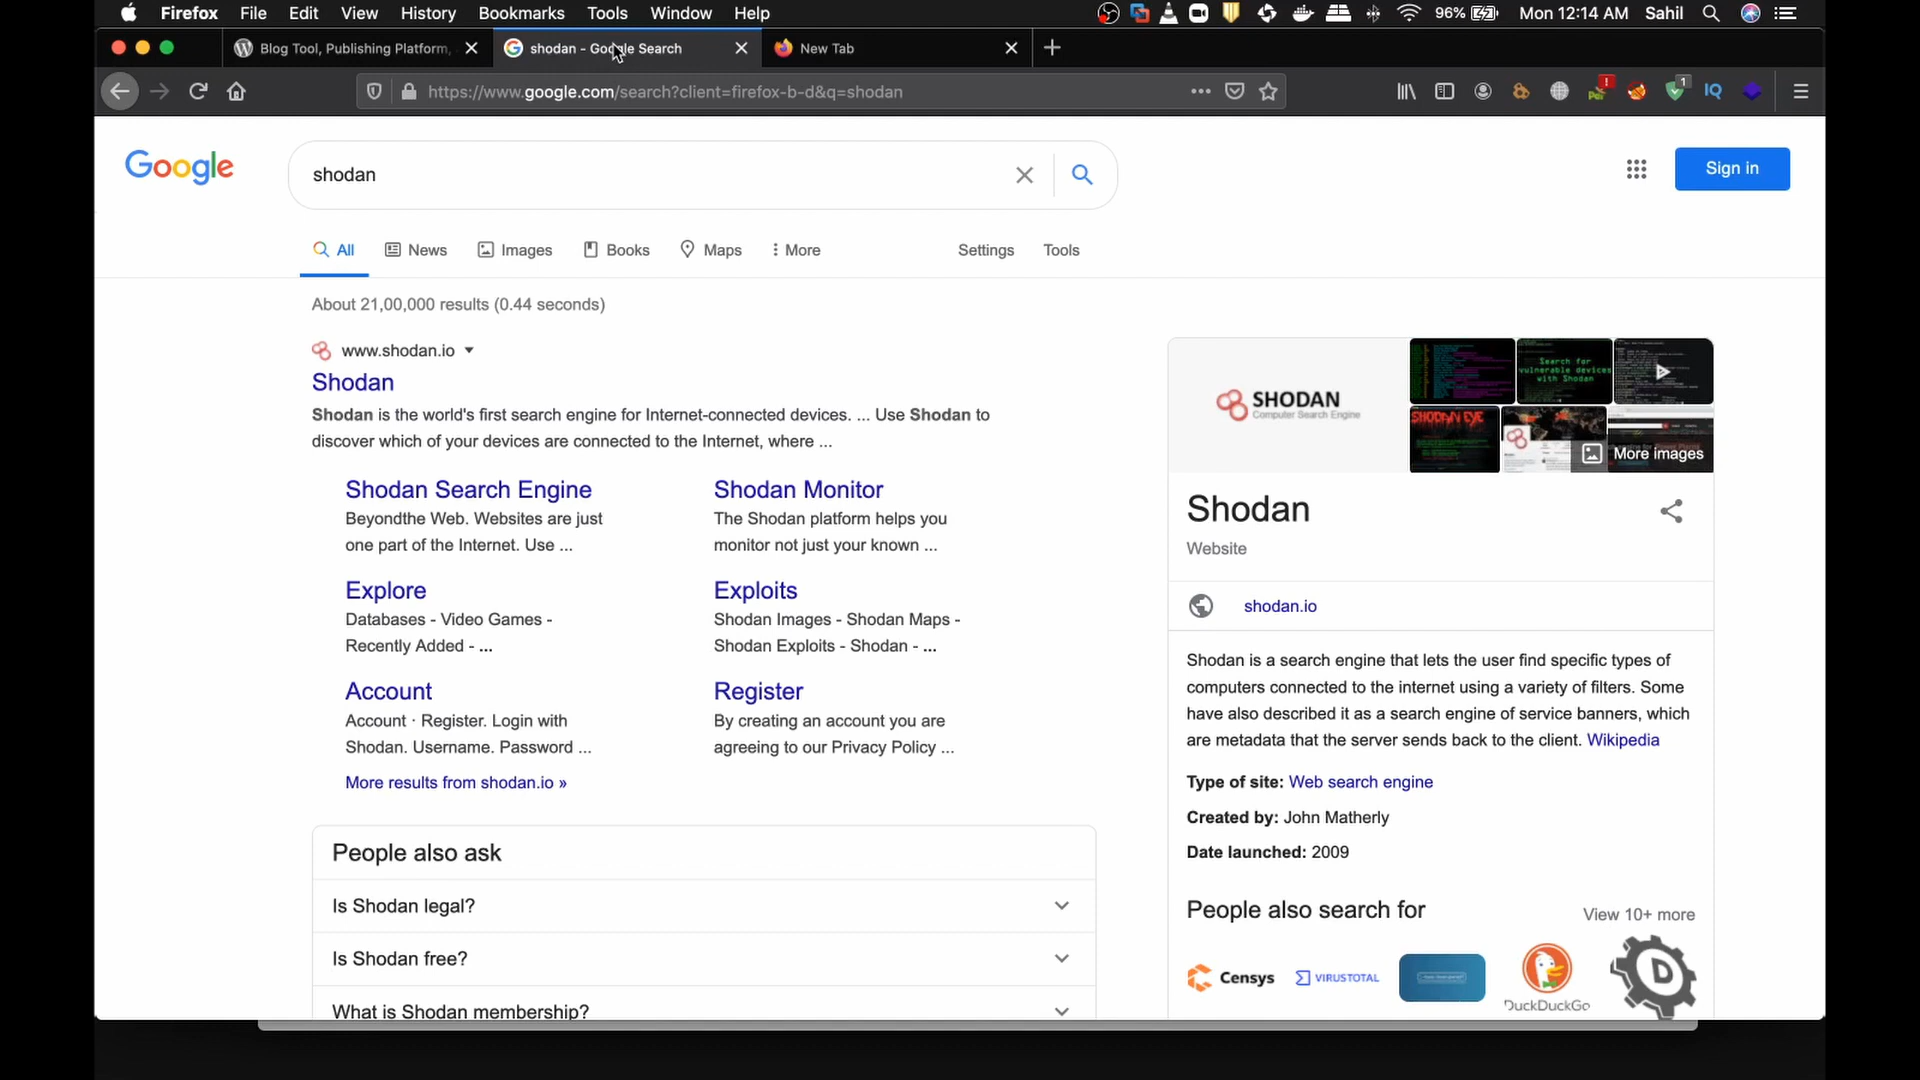 Firefox File Edit View History Bookmarks Tools Window Help 96% Mon 12:14 AM Sahil
Blog Tool, Publishing Platform, shodan - Google Search New Tab
https://www.google.com/search?client=firefox-b-d&q=shodan ! 1 IQ
Google shodan Sign in
All News Images Books Maps More Settings Tools
About 21,00,000 results (0.44 seconds)
www.shodan.io
Shodan
Shodan is the world's first search engine for Internet-connected devices. ... Use Shodan to
discover which of your devices are connected to the Internet, where ...
Shodan Search Engine
Beyondthe Web. Websites are just
one part of the Internet. Use ...
Shodan Monitor
The Shodan platform helps you
monitor not just your known ...
Explore
Databases - Video Games -
Recently Added - ...
Exploits
Shodan Images - Shodan Maps -
Shodan Exploits - Shodan - ...
Account
Account · Register. Login with
Shodan. Username. Password ...
Register
By creating an account you are
agreeing to our Privacy Policy ...
More results from shodan.io »
People also ask
Is Shodan legal?
Is Shodan free?
What is Shodan membership?
SHODAN
Computer Search Engine
Search for
vulnerable devices
with Shodan
SHODAN EYE
More images
Shodan
Website
shodan.io
Shodan is a search engine that lets the user find specific types of
computers connected to the internet using a variety of filters. Some
have also described it as a search engine of service banners, which
are metadata that the server sends back to the client. Wikipedia
Type of site: Web search engine
Created by: John Matherly
Date launched: 2009
People also search for
View 10+ more
Censys VIRUSTOTAL DuckDuckGo D